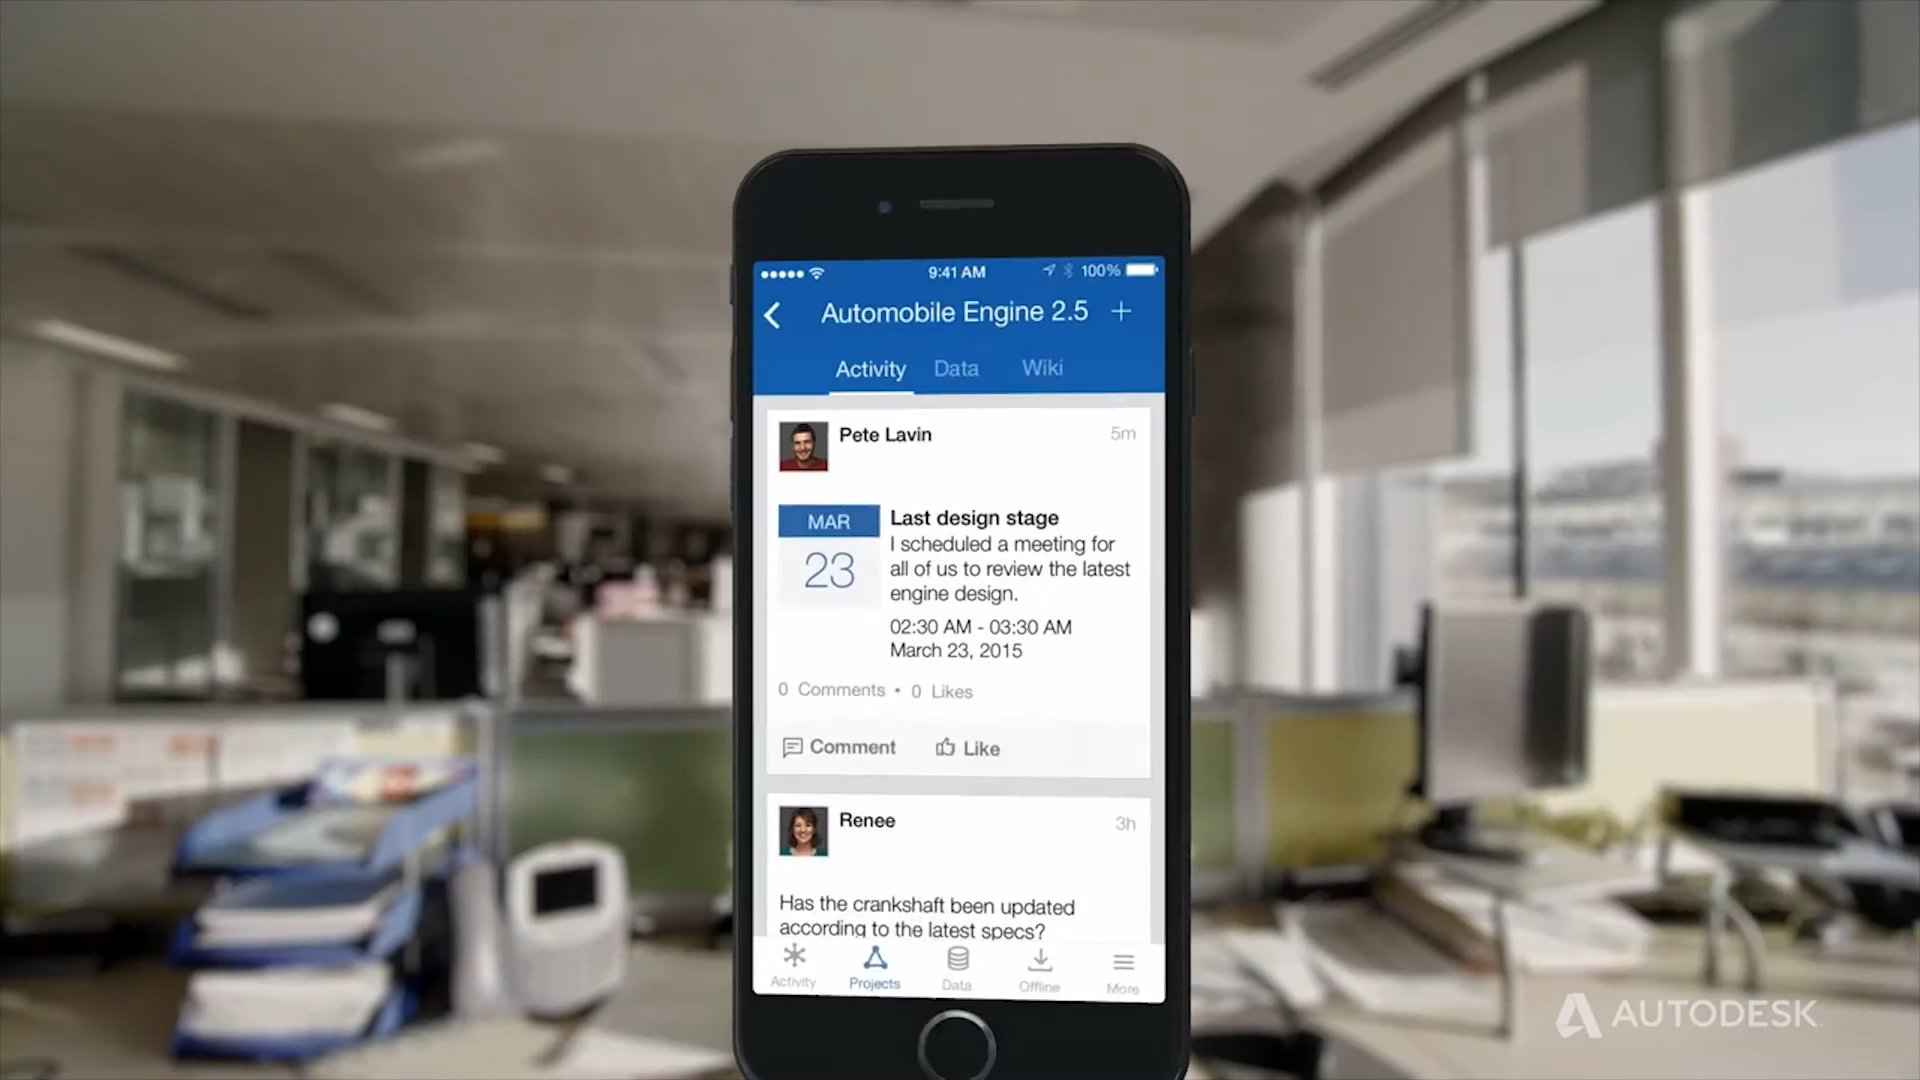 9:41 AM
100%
Automobile Engine 2.5
Activity Data Wiki
Pete Lavin 5m
MAR
23
Last design stage
I scheduled a meeting for
all of us to review the latest
engine design.
02:30 AM - 03:30 AM
March 23, 2015
0 Comments • 0 Likes
Comment Like
Renee 3h
Has the crankshaft been updated
according to the latest specs?
Activity Projects Data Offline More
AUTODESK